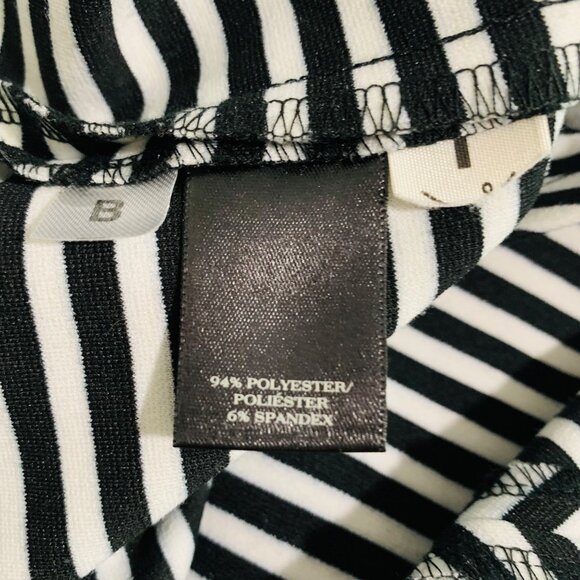 B
94% POLYESTER/
POLIÉSTER
6% SPANDEX